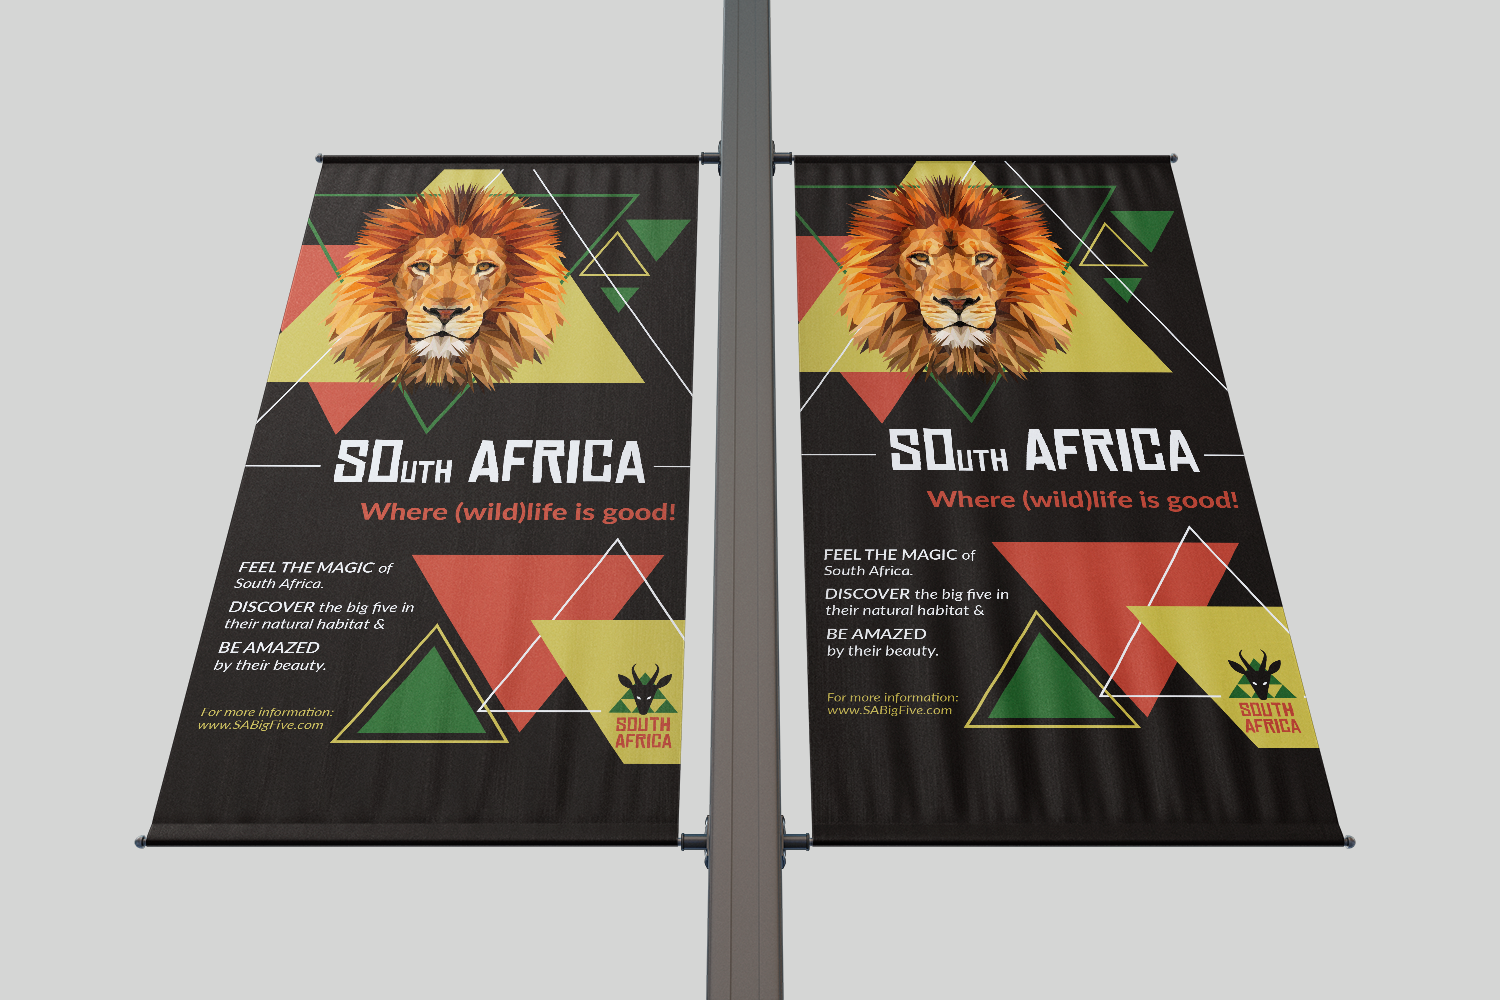 SOUTH AFRICA
Where (wild)life is good!
FEEL THE MAGIC of
South Africa.
DISCOVER the big five in
their natural habitat &
BE AMAZED
by their beauty.
For more information:
www.SABigFive.com
SOUTH
AFRICA
SOUTH AFRICA
Where (wild)life is good!
FEEL THE MAGIC of
South Africa.
DISCOVER the big five in
their natural habitat &
BE AMAZED
by their beauty.
For more information:
www.SABigFive.com
SOUTH
AFRICA